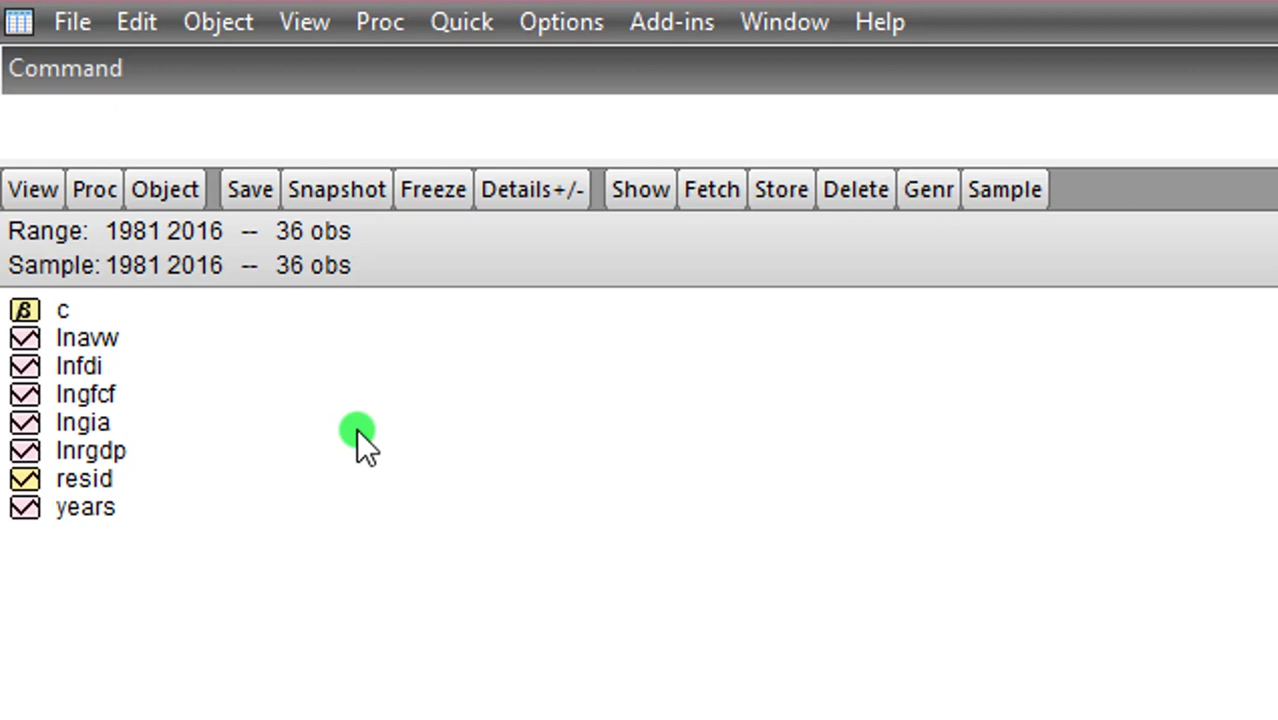 File Edit Object View Proc Quick Options Add-ins Window Help
Command
View Proc Object Save Snapshot Freeze Details+/- Show Fetch Store Delete Genr Sample
Range: 1981 2016 -- 36 obs
Sample: 1981 2016 -- 36 obs
β c
lnavw
lnfdi
lngfcf
lngia
lnrgdp
resid
years